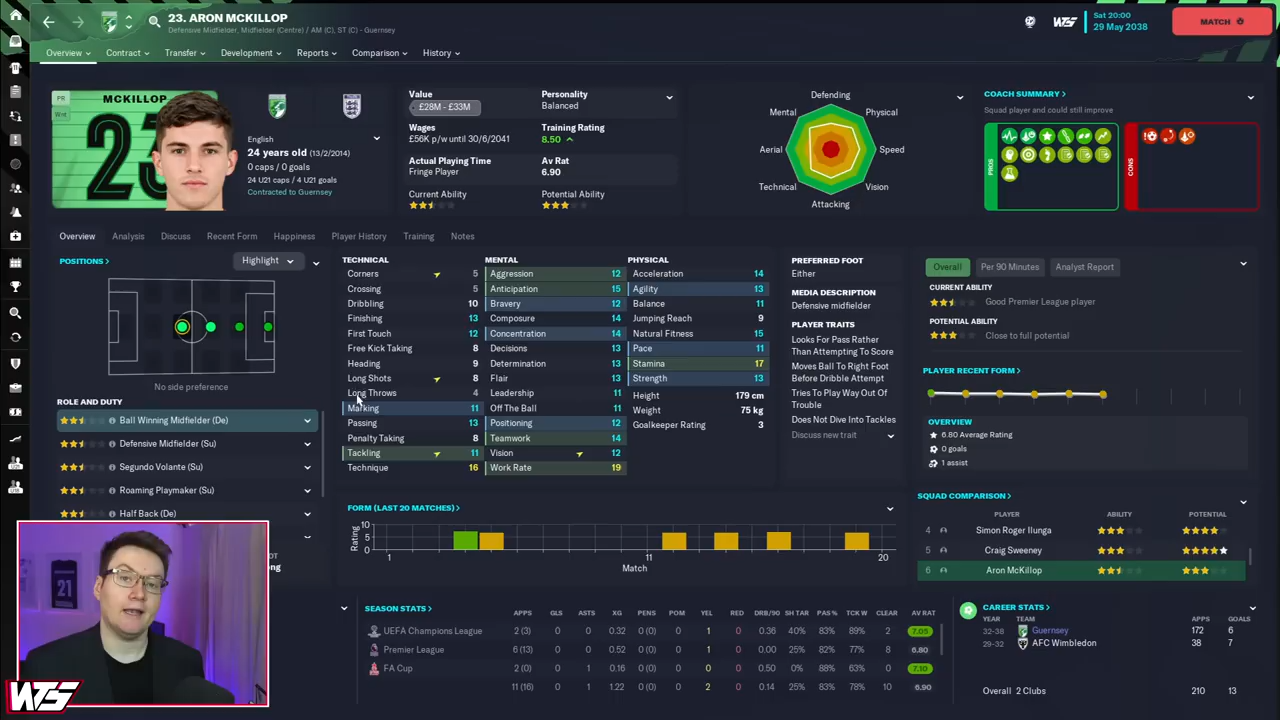 23. ARON MCKILLOP
Defensive Midfielder, Midfielder (Centre) / AM (C), ST (C) - Guernsey
Sat 20:00
29 May 2038
MATCH
Overview
Contract
Transfer
Development
Reports
Comparison
History
PR
Wnt
MCKILLOP
23
English
24 years old (13/2/2014)
0 caps / 0 goals
24 U21 caps / 4 U21 goals
Contracted to Guernsey
Value
£28M - £33M
Wages
£56K p/w until 30/6/2041
Actual Playing Time
Fringe Player
Current Ability
Personality
Balanced
Training Rating
8.50
Av Rat
6.90
Potential Ability
Defending
Physical
Speed
Vision
Attacking
Technical
Aerial
Mental
COACH SUMMARY >
Squad player and could still improve
PROS
CONS
Overview
Analysis
Discuss
Recent Form
Happiness
Player History
Training
Notes
POSITIONS >
Highlight
No side preference
ROLE AND DUTY
Ball Winning Midfielder (De)
Defensive Midfielder (Su)
Segundo Volante (Su)
Roaming Playmaker (Su)
Half Back (De)
TECHNICAL
Corners 5
Crossing 5
Dribbling 10
Finishing 13
First Touch 12
Free Kick Taking 8
Heading 9
Long Shots 8
Long Throws 4
Marking 11
Passing 13
Penalty Taking 8
Tackling 11
Technique 16
MENTAL
Aggression 12
Anticipation 15
Bravery 12
Composure 14
Concentration 14
Decisions 13
Determination 13
Flair 13
Leadership 11
Off The Ball 11
Positioning 12
Teamwork 14
Vision 12
Work Rate 19
PHYSICAL
Acceleration 14
Agility 13
Balance 11
Jumping Reach 9
Natural Fitness 15
Pace 11
Stamina 17
Strength 13
Height 179 cm
Weight 75 kg
Goalkeeper Rating 3
PREFERRED FOOT
Either
MEDIA DESCRIPTION
Defensive midfielder
PLAYER TRAITS
Looks For Pass Rather
Than Attempting To Score
Moves Ball To Right Foot
Before Dribble Attempt
Tries To Play Way Out Of
Trouble
Does Not Dive Into Tackles
Discuss new trait
Overall
Per 90 Minutes
Analyst Report
CURRENT ABILITY
Good Premier League player
POTENTIAL ABILITY
Close to full potential
PLAYER RECENT FORM >
OVERVIEW
6.80 Average Rating
0 goals
1 assist
SQUAD COMPARISON >
PLAYER ABILITY POTENTIAL
4 Simon Roger Ilunga
5 Craig Sweeney
6 Aron McKillop
FORM (LAST 20 MATCHES) >
Rating
10
5
0
1 11 20
Match
SEASON STATS >
APPS GLS ASTS XG PENS POM YEL RED DRB/90 SH TAR PAS % TCK W CLEAR AV RAT
UEFA Champions League 2 (3) 0 0 0.32 0 (0) 0 1 0 0.36 40% 83% 89% 2 7.05
Premier League 6 (13) 0 0 0.52 0 (0) 0 1 0 0.00 25% 82% 77% 8 6.80
FA Cup 2 (0) 0 1 0.16 0 (0) 0 0 0 0.50 0% 88% 63% 0 7.10
11 (16) 0 1 1.22 0 (0) 0 2 0 0.14 25% 83% 78% 10 6.90
CAREER STATS >
YEAR TEAM APPS GOALS
32-38 Guernsey 172 6
29-32 AFC Wimbledon 38 7
Overall 2 Clubs 210 13
21
WTS